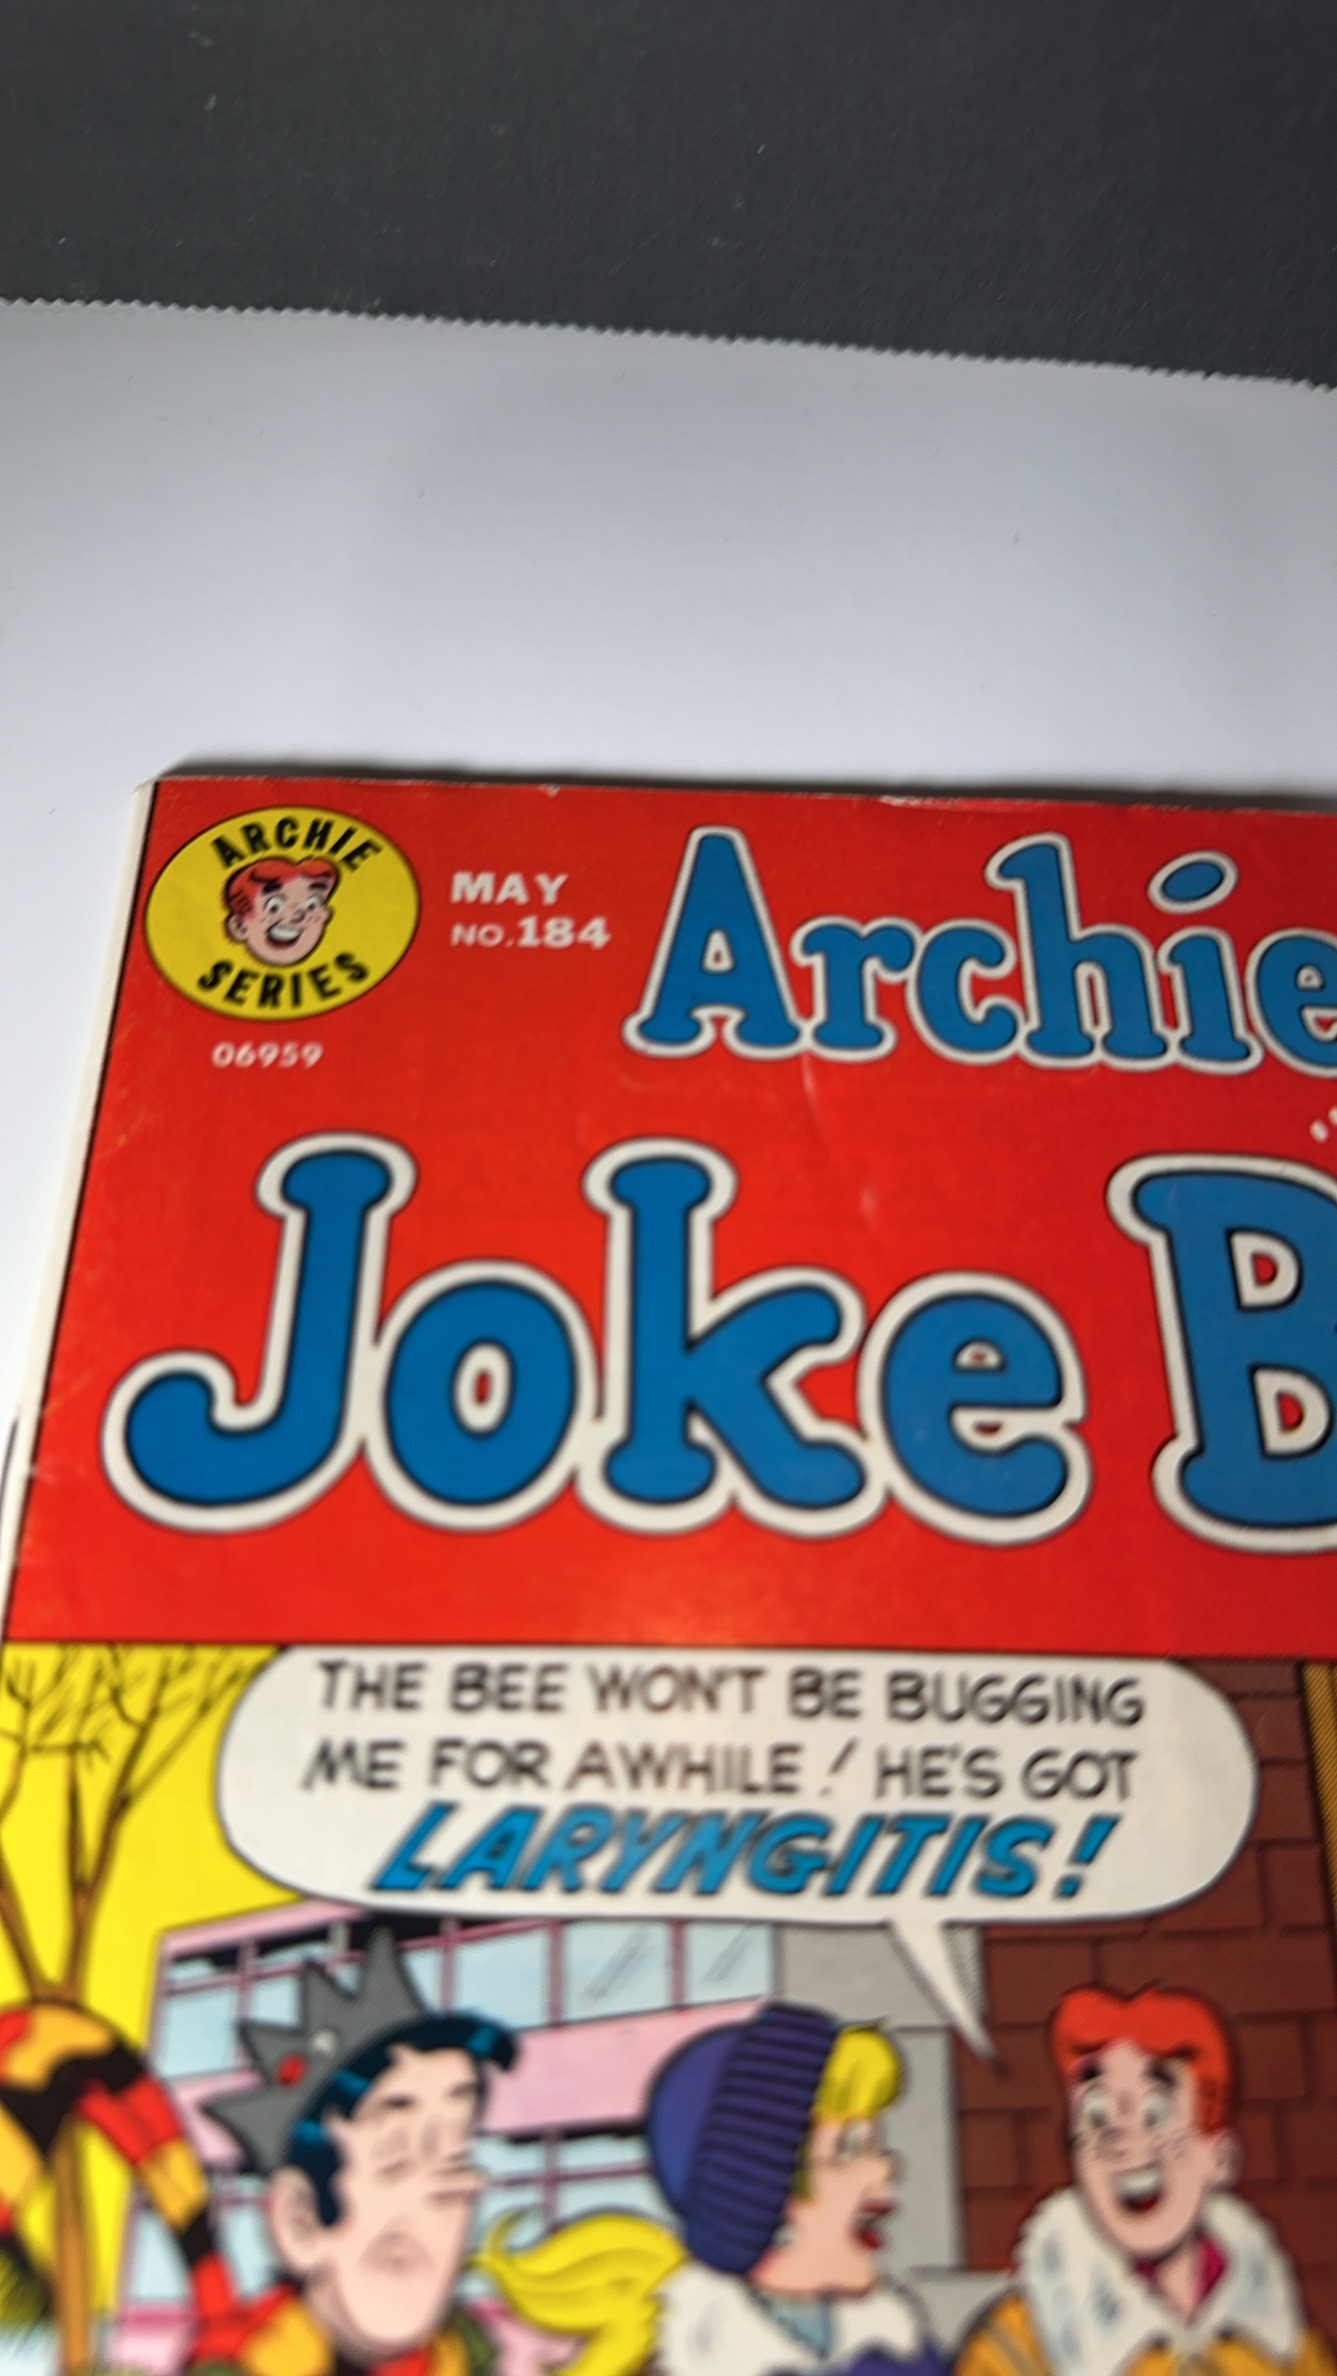 ARCHIE
SERIES
06959
MAY
NO.184
Archie
Joke B
THE BEE WON'T BE BUGGING
ME FOR AWHILE! HE'S GOT
LARYNGITIS!